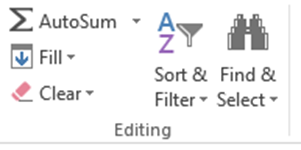 AutoSum
Fill
Clear
Sort & Filter
Find & Select
Editing